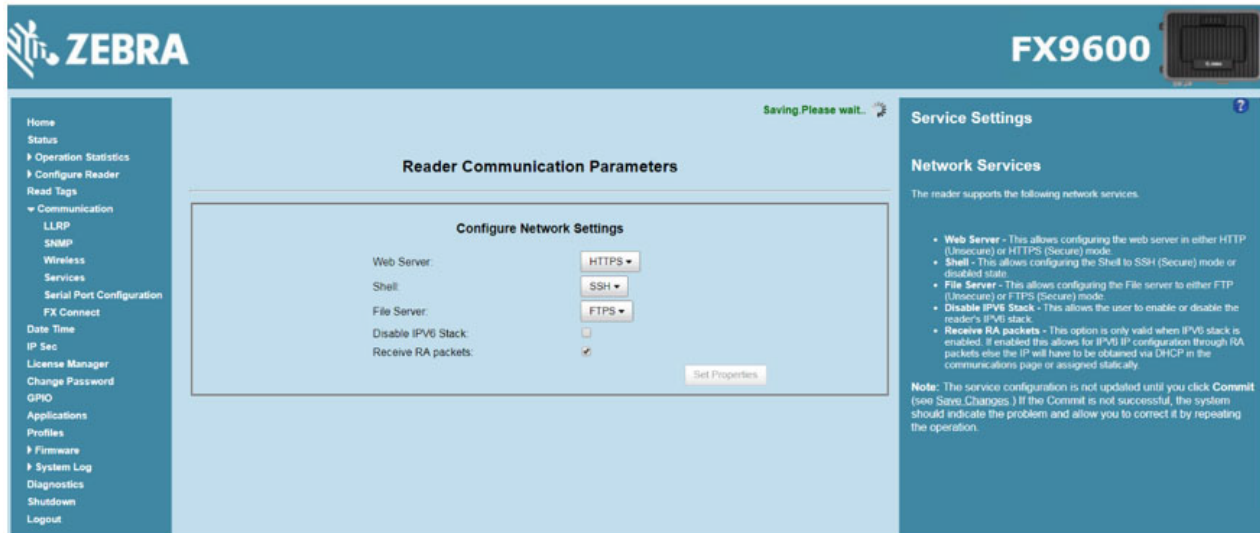 ZEBRA
FX9600
Home
Status
Operation Statistics
Configure Reader
Read Tags
Communication
LLRP
SNMP
Wireless
Services
Serial Port Configuration
FX Connect
Date Time
IP Sec
License Manager
Change Password
GPIO
Applications
Profiles
Firmware
System Log
Diagnostics
Shutdown
Logout
Saving.Please wait..
Reader Communication Parameters
Configure Network Settings
Web Server: HTTPS
Shell: SSH
File Server: FTPS
Disable IPV6 Stack:
Receive RA packets:
Set Properties
?
Service Settings
Network Services
The reader supports the following network services.
• Web Server - This allows configuring the web server in either HTTP
(Unsecure) or HTTPS (Secure) mode.
• Shell - This allows configuring the Shell to SSH (Secure) mode or
disabled state.
• File Server - This allows configuring the File server to either FTP
(Unsecure) or FTPS (Secure) mode.
• Disable IPV6 Stack - This allows the user to enable or disable the
reader's IPV6 stack.
• Receive RA packets - This option is only valid when IPV6 stack is
enabled. If enabled this allows for IPV6 IP configuration through RA
packets else the IP will have to be obtained via DHCP in the
communications page or assigned statically.
Note: The service configuration is not updated until you click Commit
(see Save Changes.) If the Commit is not successful, the system
should indicate the problem and allow you to correct it by repeating
the operation.